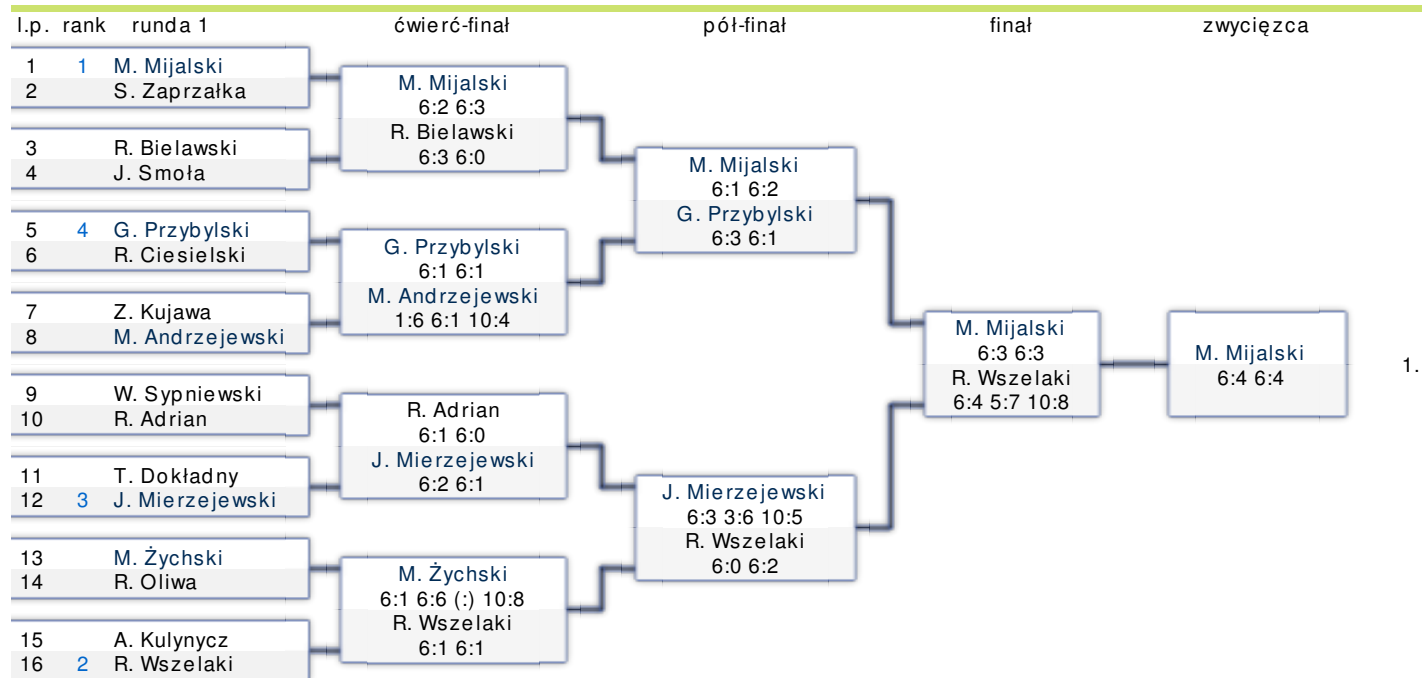 l.p. rank runda 1 ćwierć-finał pół-finał finał zwycięzca
1 1 M. Mijalski
2 S. Zaprzałka
3 R. Bielawski
4 J. Smoła
5 4 G. Przybylski
6 R. Ciesielski
7 Z. Kujawa
8 M. Andrzejewski
9 W. Sypniewski
10 R. Adrian
11 T. Dokładny
12 3 J. Mierzejewski
13 M. Żychski
14 R. Oliwa
15 A. Kulynycz
16 2 R. Wszelaki
M. Mijalski
6:2 6:3
R. Bielawski
6:3 6:0
G. Przybylski
6:1 6:1
M. Andrzejewski
1:6 6:1 10:4
R. Adrian
6:1 6:0
J. Mierzejewski
6:2 6:1
M. Żychski
6:1 6:6 (:) 10:8
R. Wszelaki
6:1 6:1
M. Mijalski
6:1 6:2
G. Przybylski
6:3 6:1
J. Mierzejewski
6:3 3:6 10:5
R. Wszelaki
6:0 6:2
M. Mijalski
6:3 6:3
R. Wszelaki
6:4 5:7 10:8
M. Mijalski
6:4 6:4
1.